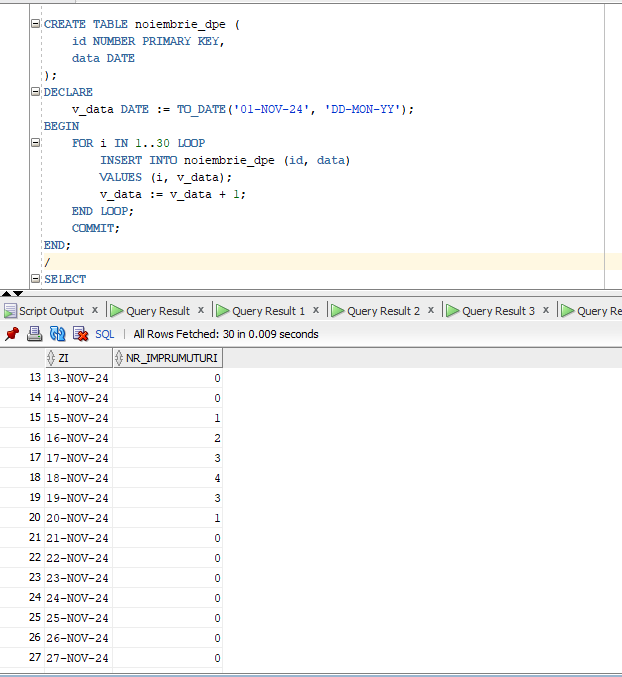 CREATE TABLE noiembrie_dpe (
id NUMBER PRIMARY KEY,
data DATE
);
DECLARE
v_data DATE := TO_DATE('01-NOV-24', 'DD-MON-YY');
BEGIN
FOR i IN 1..30 LOOP
INSERT INTO noiembrie_dpe (id, data)
VALUES (i, v_data);
v_data := v_data + 1;
END LOOP;
COMMIT;
END;
/
SELECT
Script Output x Query Result x Query Result 1 x Query Result 2 x Query Result 3 x Query Re
SQL | All Rows Fetched: 30 in 0.009 seconds
ZI NR_IMPRUMUTURI
13 13-NOV-24 0
14 14-NOV-24 0
15 15-NOV-24 1
16 16-NOV-24 2
17 17-NOV-24 3
18 18-NOV-24 4
19 19-NOV-24 3
20 20-NOV-24 1
21 21-NOV-24 0
22 22-NOV-24 0
23 23-NOV-24 0
24 24-NOV-24 0
25 25-NOV-24 0
26 26-NOV-24 0
27 27-NOV-24 0